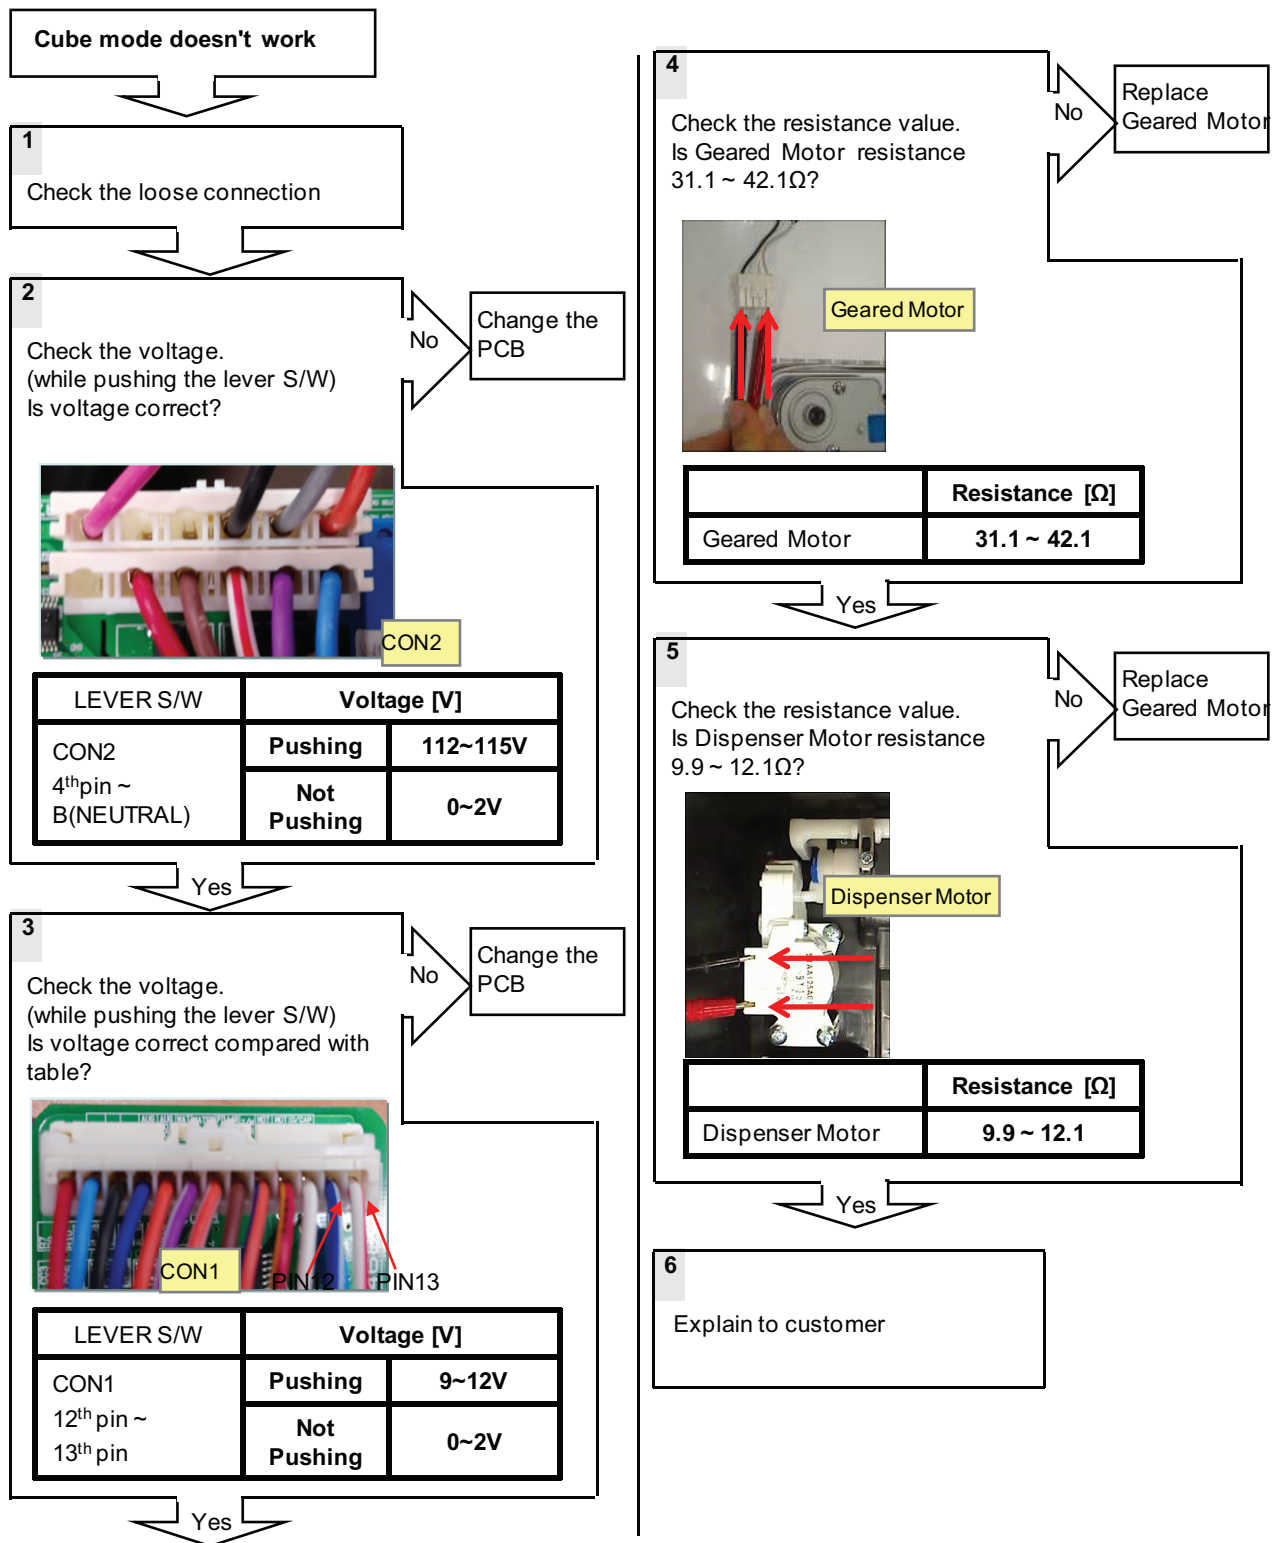 Cube mode doesn't work
1
Check the loose connection
2
Check the voltage.
(while pushing the lever S/W)
Is voltage correct?
No
Change the
PCB
CON2
LEVER S/W
Voltage [V]
CON2
4th pin ~
B(NEUTRAL)
Pushing
112~115V
Not
Pushing
0~2V
Yes
3
Check the voltage.
(while pushing the lever S/W)
Is voltage correct compared with
table?
No
Change the
PCB
CON1
PIN12
PIN13
LEVER S/W
Voltage [V]
CON1
12th pin ~
13th pin
Pushing
9~12V
Not
Pushing
0~2V
Yes
4
Check the resistance value.
Is Geared Motor resistance
31.1 ~ 42.1Ω?
No
Replace
Geared Motor
Geared Motor
Resistance [Ω]
Geared Motor
31.1 ~ 42.1
Yes
5
Check the resistance value.
Is Dispenser Motor resistance
9.9 ~ 12.1Ω?
No
Replace
Geared Motor
Dispenser Motor
Resistance [Ω]
Dispenser Motor
9.9 ~ 12.1
Yes
6
Explain to customer